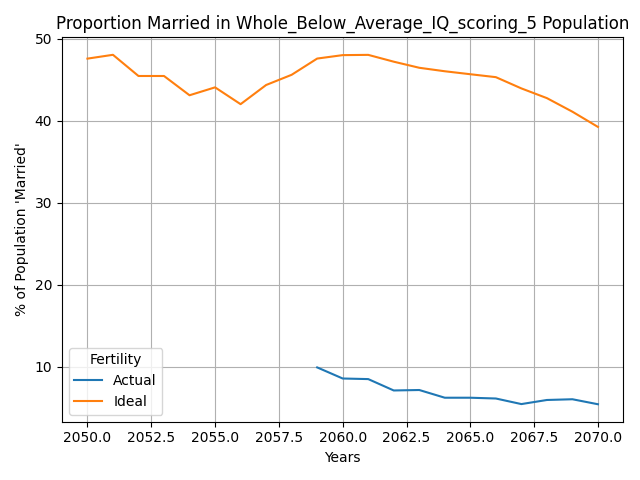 Proportion Married in Whole_Below_Average_IQ_scoring_5 Population
50
40
30
20
10
% of Population 'Married'
Fertility
Actual
Ideal
2050.0 2052.5 2055.0 2057.5 2060.0 2062.5 2065.0 2067.5 2070.0
Years